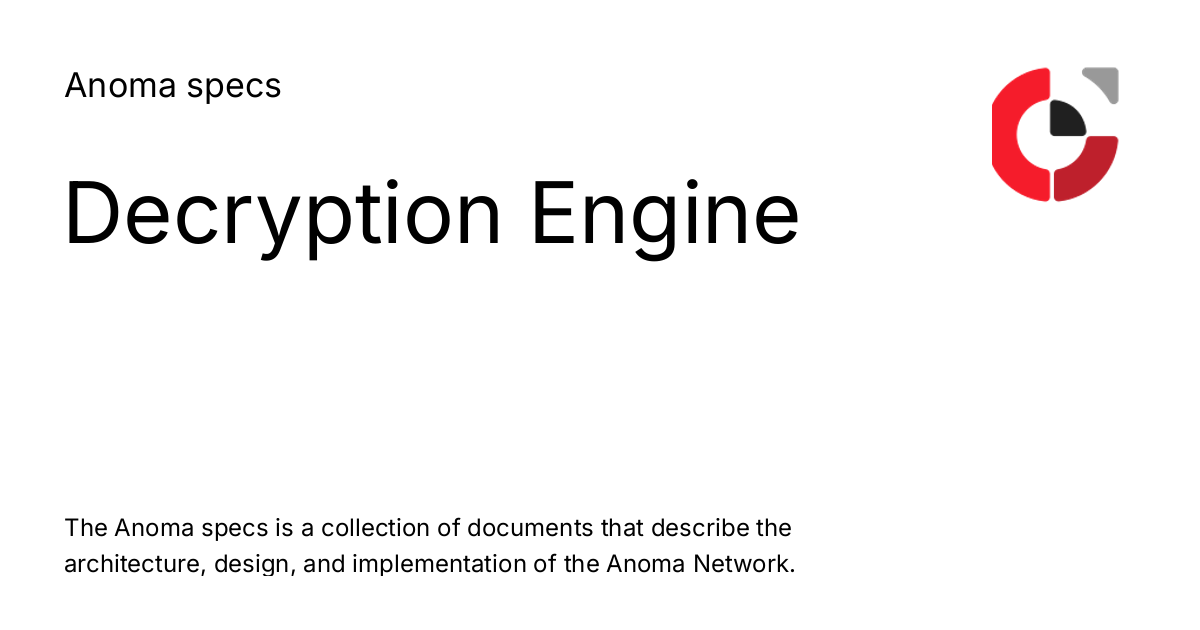 Anoma specs
Decryption Engine
The Anoma specs is a collection of documents that describe the
architecture, design, and implementation of the Anoma Network.